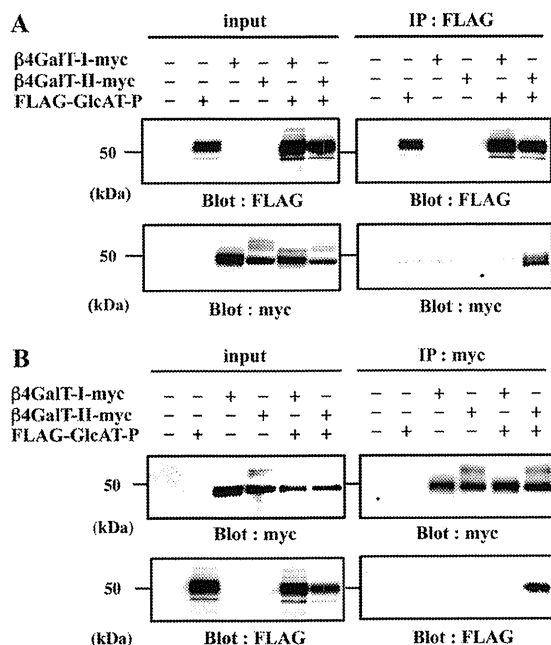 A
input IP : FLAG
β4GalT-I-myc – – + – + – – – + – + –
β4GalT-II-myc – – – + – + – – – + – +
FLAG-GlcAT-P – + – – + + – + – – + +
50
(kDa) Blot : FLAG Blot : FLAG
50
(kDa) Blot : myc Blot : myc
B
input IP : myc
β4GalT-I-myc – – + – + – – – + – + –
β4GalT-II-myc – – – + – + – – – + – +
FLAG-GlcAT-P – + – – + + – + – – + +
50
(kDa) Blot : myc Blot : myc
50
(kDa) Blot : FLAG Blot : FLAG